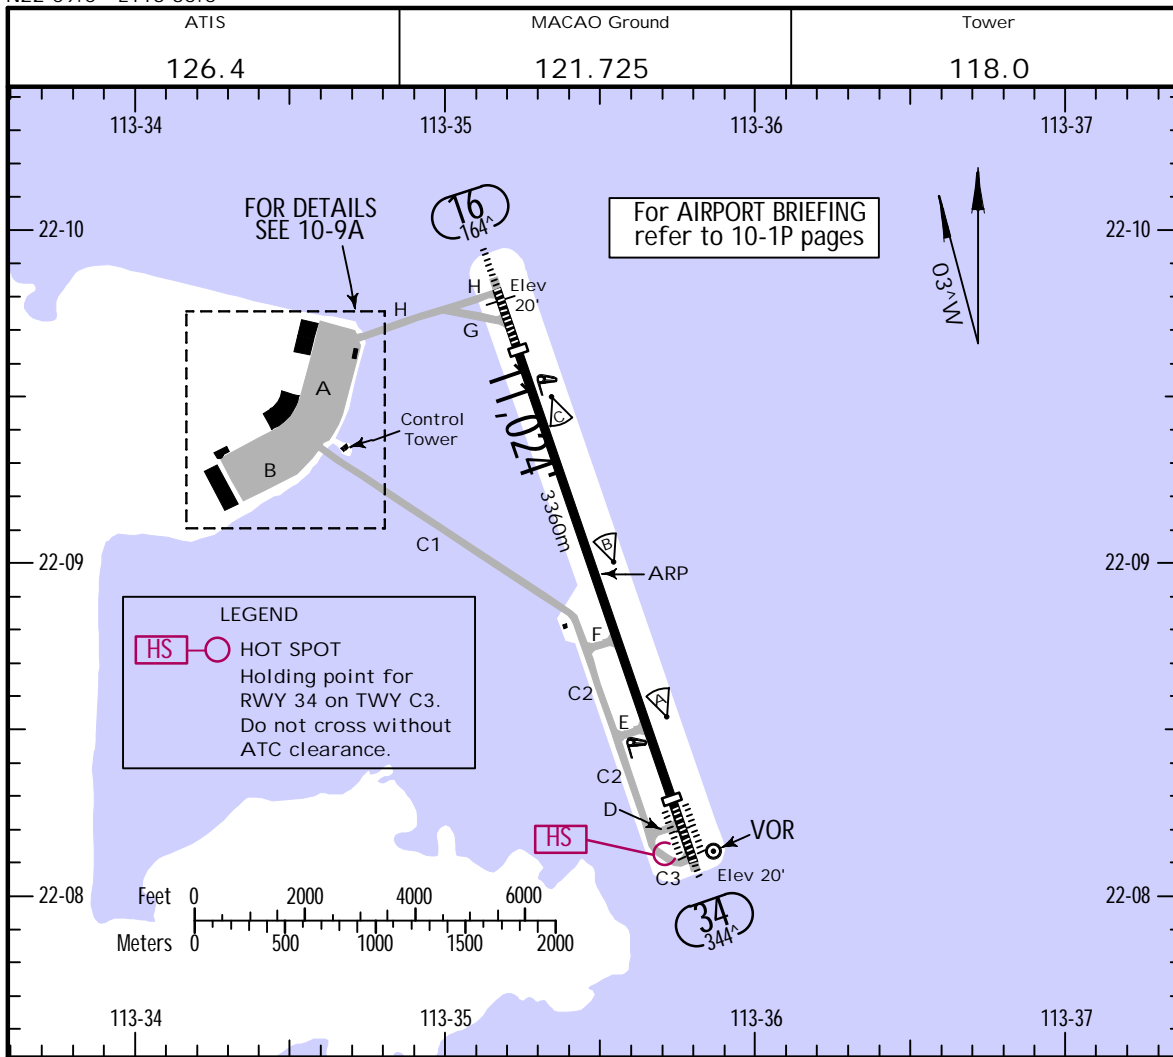 ATIS
126.4
MACAO Ground
121.725
Tower
118.0
113-34
113-35
113-36
113-37
22-10
22-10
16
164^
FOR DETAILS
SEE 10-9A
For AIRPORT BRIEFING
refer to 10-1P pages
03^W
H
Elev
20'
H
G
A
B
Control
Tower
11,024'
3360m
C
B
ARP
C1
22-09
22-09
LEGEND
HS
HOT SPOT
Holding point for
RWY 34 on TWY C3.
Do not cross without
ATC clearance.
F
C2
A
E
C2
D
HS
VOR
C3
Elev 20'
34
344^
22-08
22-08
Feet 0 2000 4000 6000
Meters 0 500 1000 1500 2000
113-34
113-35
113-36
113-37